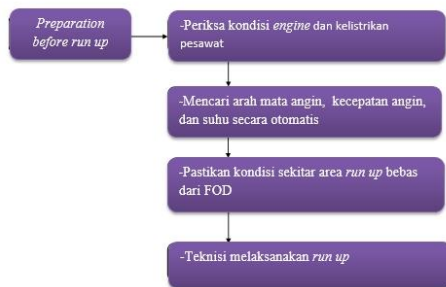 Preparation
before run up
-Periksa kondisi engine dan kelistrikan
pesawat
-Mencari arah mata angin, kecepatan angin,
dan suhu secara otomatis
-Pastikan kondisi sekitar area run up bebas
dari FOD
-Teknisi melaksanakan run up